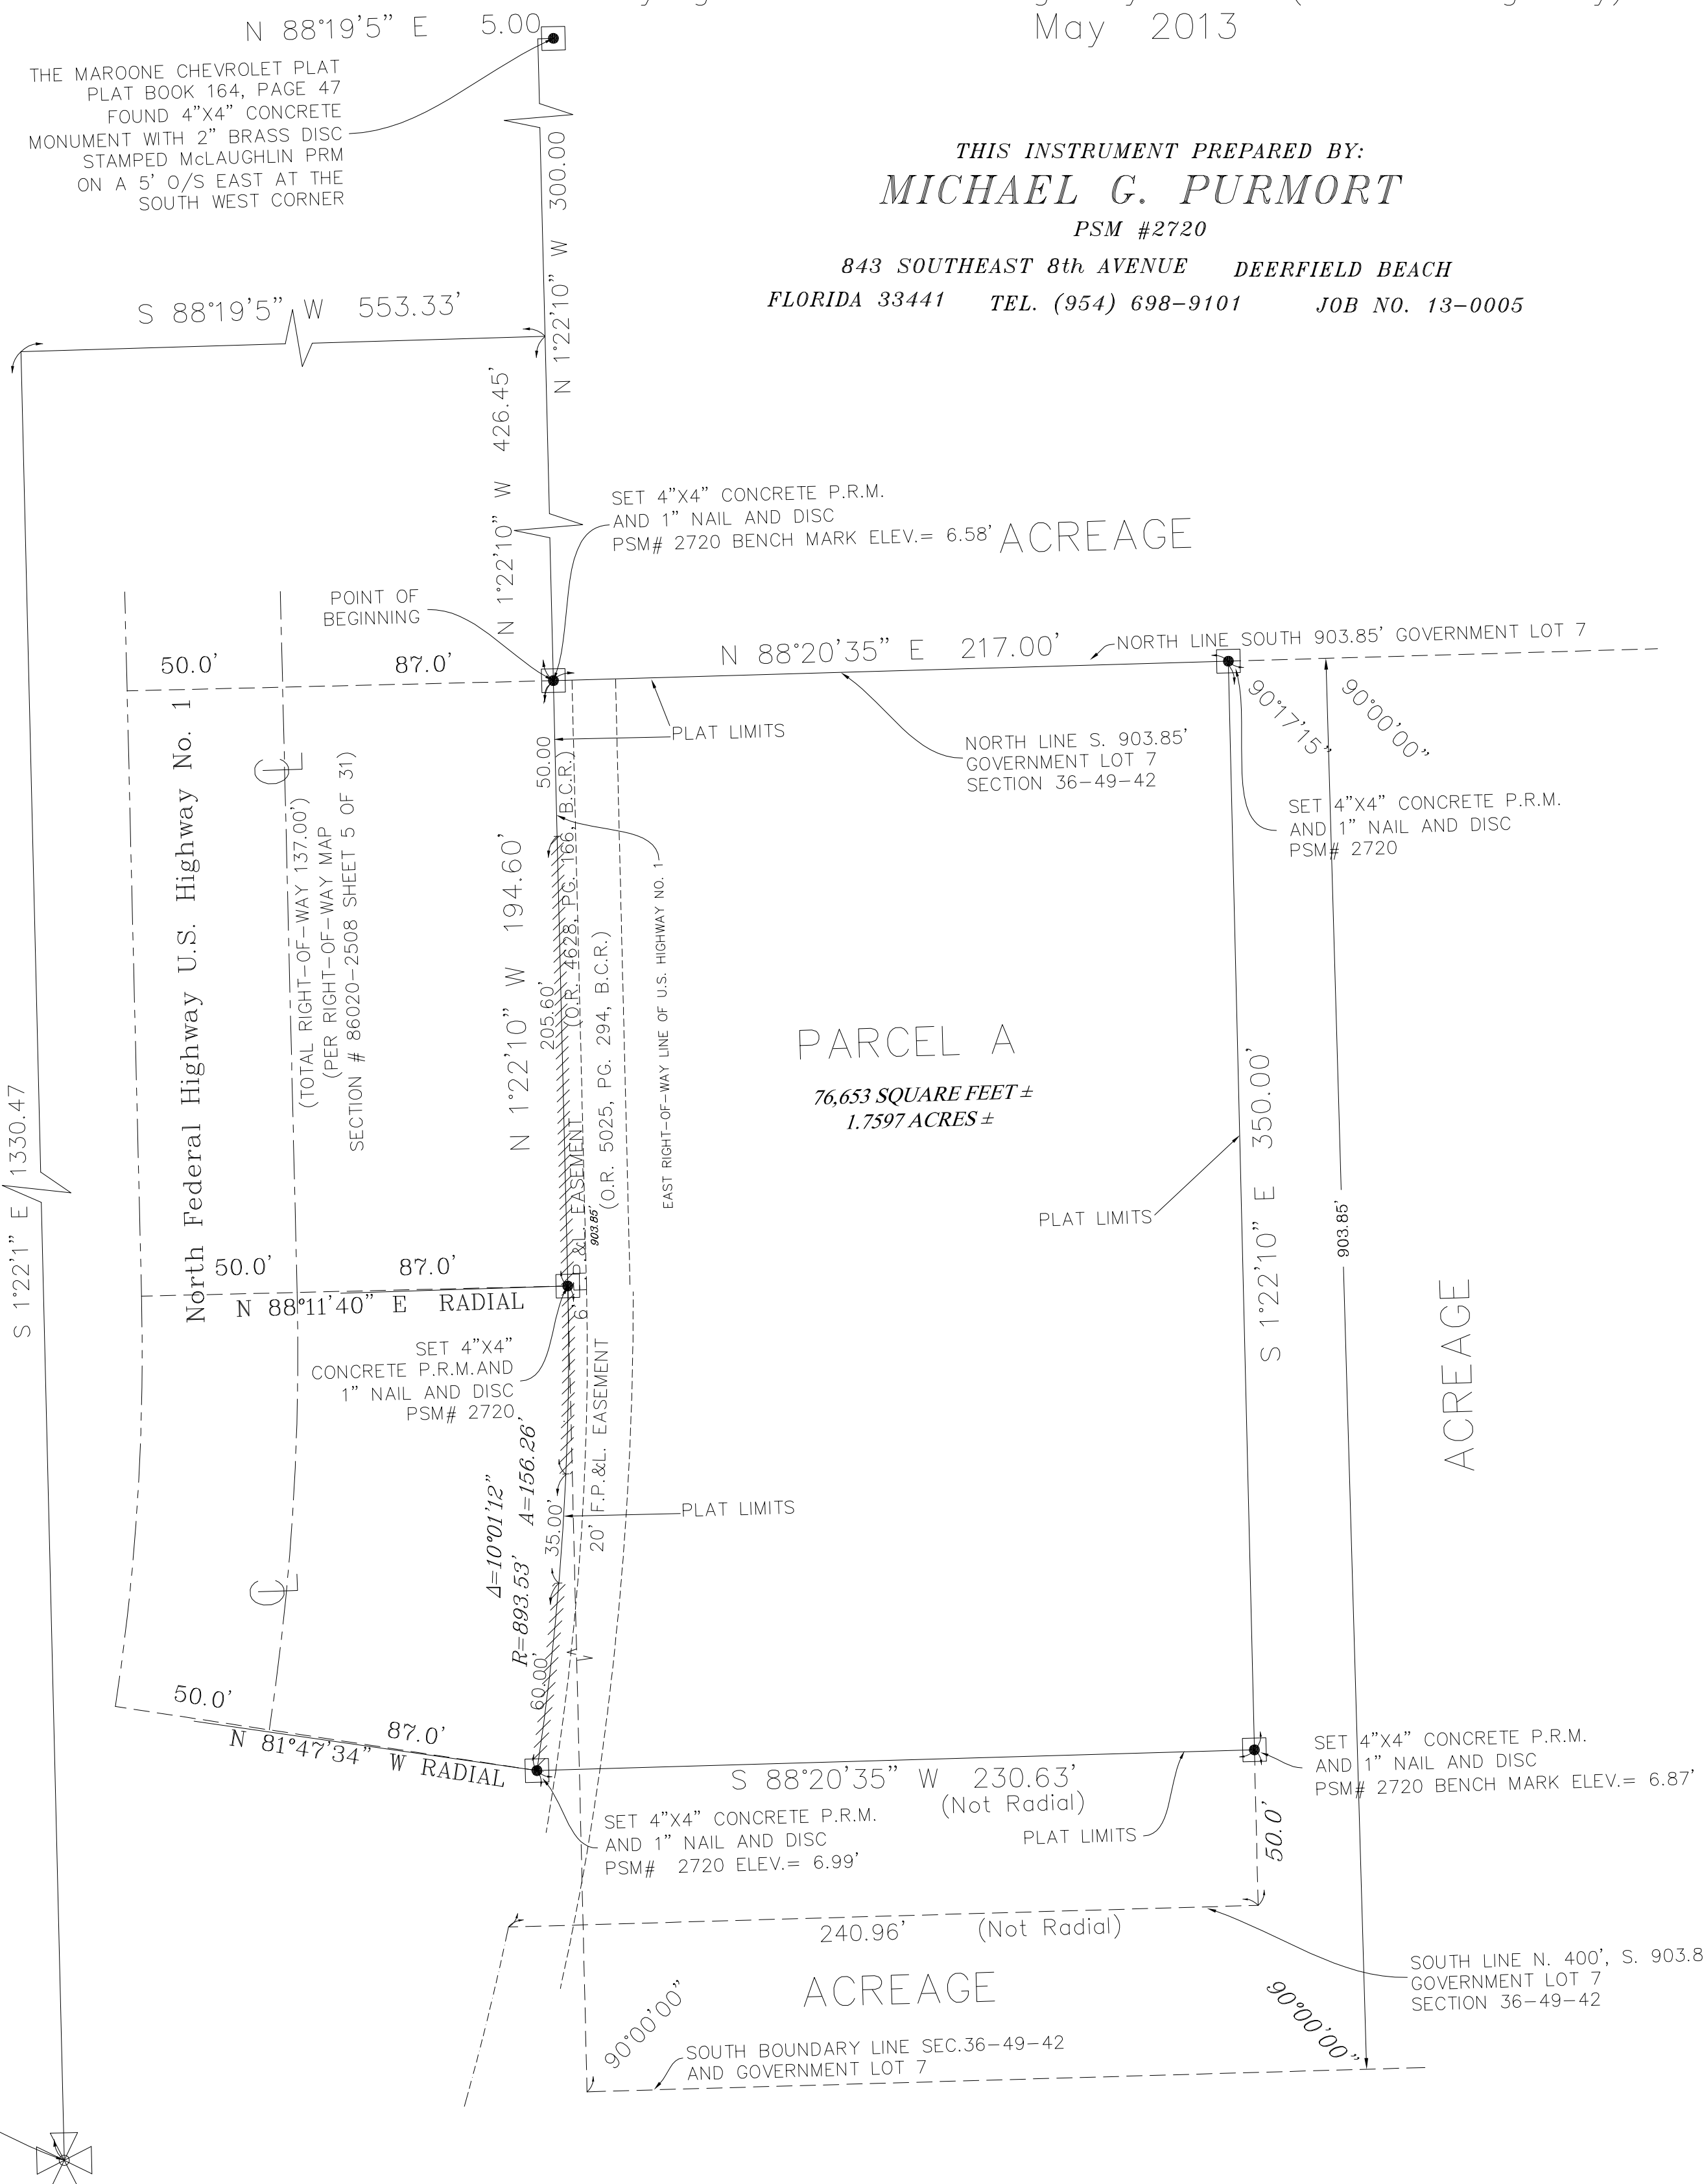 May 2013
N 88°19'5" E 5.00
THE MAROONE CHEVROLET PLAT
PLAT BOOK 164, PAGE 47
FOUND 4"X4" CONCRETE
MONUMENT WITH 2" BRASS DISC
STAMPED McLAUGHLIN PRM
ON A 5' O/S EAST AT THE
SOUTH WEST CORNER
N 1°22'10" W 300.00
THIS INSTRUMENT PREPARED BY:
MICHAEL G. PURMORT
PSM #2720
843 SOUTHEAST 8th AVENUE DEERFIELD BEACH
FLORIDA 33441 TEL. (954) 698-9101 JOB NO. 13-0005
S 88°19'5" W 553.33'
N 1°22'10" W 426.45'
SET 4"X4" CONCRETE P.R.M.
AND 1" NAIL AND DISC
PSM# 2720 BENCH MARK ELEV.= 6.58'
ACREAGE
POINT OF
BEGINNING
50.0'
87.0'
N 88°20'35" E 217.00'
NORTH LINE SOUTH 903.85' GOVERNMENT LOT 7
90°17'15"
90°00'00"
PLAT LIMITS
NORTH LINE S. 903.85'
GOVERNMENT LOT 7
SECTION 36-49-42
SET 4"X4" CONCRETE P.R.M.
AND 1" NAIL AND DISC
PSM# 2720
North Federal Highway U.S. Highway No. 1
C L
(TOTAL RIGHT-OF-WAY 137.00')
(PER RIGHT-OF-WAY MAP
SECTION # 86020-2508 SHEET 5 OF 31)
50.00
N 1°22'10" W 194.60'
205.60'
6' F.P.&L. EASEMENT (O.R. 4628, PG. 166, B.C.R.)
903.85'
20' F.P.&L. EASEMENT (O.R. 5025, PG. 294, B.C.R.)
EAST RIGHT-OF-WAY LINE OF U.S. HIGHWAY NO. 1
PARCEL A
76,653 SQUARE FEET ±
1.7597 ACRES ±
S 1°22'10" E 350.00'
PLAT LIMITS
903.85'
ACREAGE
S 1°22'1" E 1330.47
50.0'
87.0'
N 88°11'40" E RADIAL
SET 4"X4"
CONCRETE P.R.M.AND
1" NAIL AND DISC
PSM# 2720
Δ=10°01'12"
R=893.53' A=156.26'
35.00'
PLAT LIMITS
C L
60.00'
50.0'
87.0'
N 81°47'34" W RADIAL
S 88°20'35" W 230.63'
(Not Radial)
SET 4"X4" CONCRETE P.R.M.
AND 1" NAIL AND DISC
PSM# 2720 BENCH MARK ELEV.= 6.87'
SET 4"X4" CONCRETE P.R.M.
AND 1" NAIL AND DISC
PSM# 2720 ELEV.= 6.99'
PLAT LIMITS
50.0'
240.96' (Not Radial)
SOUTH LINE N. 400', S. 903.8
GOVERNMENT LOT 7
SECTION 36-49-42
ACREAGE
90°00'00"
90°00'00"
SOUTH BOUNDARY LINE SEC.36-49-42
AND GOVERNMENT LOT 7